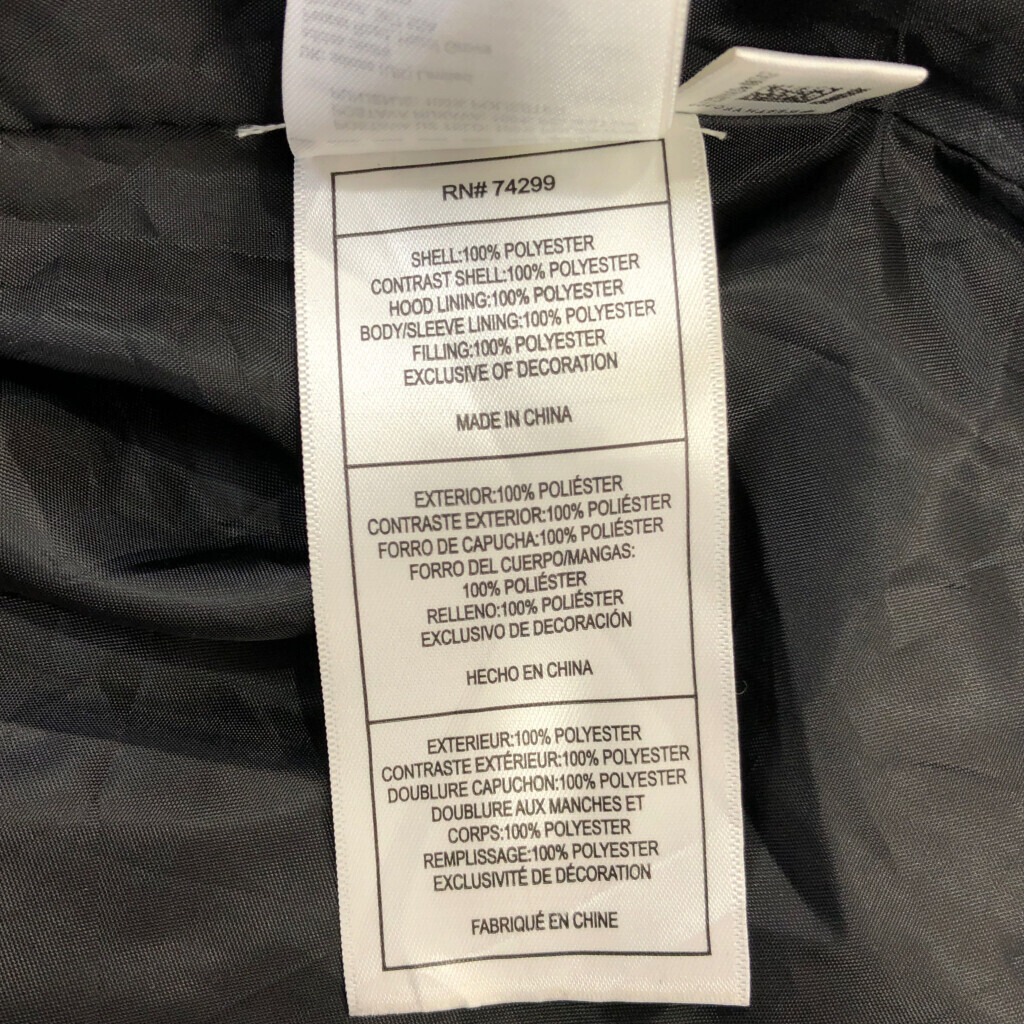 RN# 74299
SHELL:100% POLYESTER
CONTRAST SHELL:100% POLYESTER
HOOD LINING:100% POLYESTER
BODY/SLEEVE LINING:100% POLYESTER
FILLING:100% POLYESTER
EXCLUSIVE OF DECORATION
MADE IN CHINA
EXTERIOR:100% POLIÉSTER
CONTRASTE EXTERIOR:100% POLIÉSTER
FORRO DE CAPUCHA:100% POLIÉSTER
FORRO DEL CUERPO/MANGAS:
100% POLIÉSTER
RELLENO:100% POLIÉSTER
EXCLUSIVO DE DECORACIÓN
HECHO EN CHINA
EXTERIEUR:100% POLYESTER
CONTRASTE EXTÉRIEUR:100% POLYESTER
DOUBLURE CAPUCHON:100% POLYESTER
DOUBLURE AUX MANCHES ET
CORPS:100% POLYESTER
REMPLISSAGE:100% POLYESTER
EXCLUSIVITÉ DE DÉCORATION
FABRIQUÉ EN CHINE